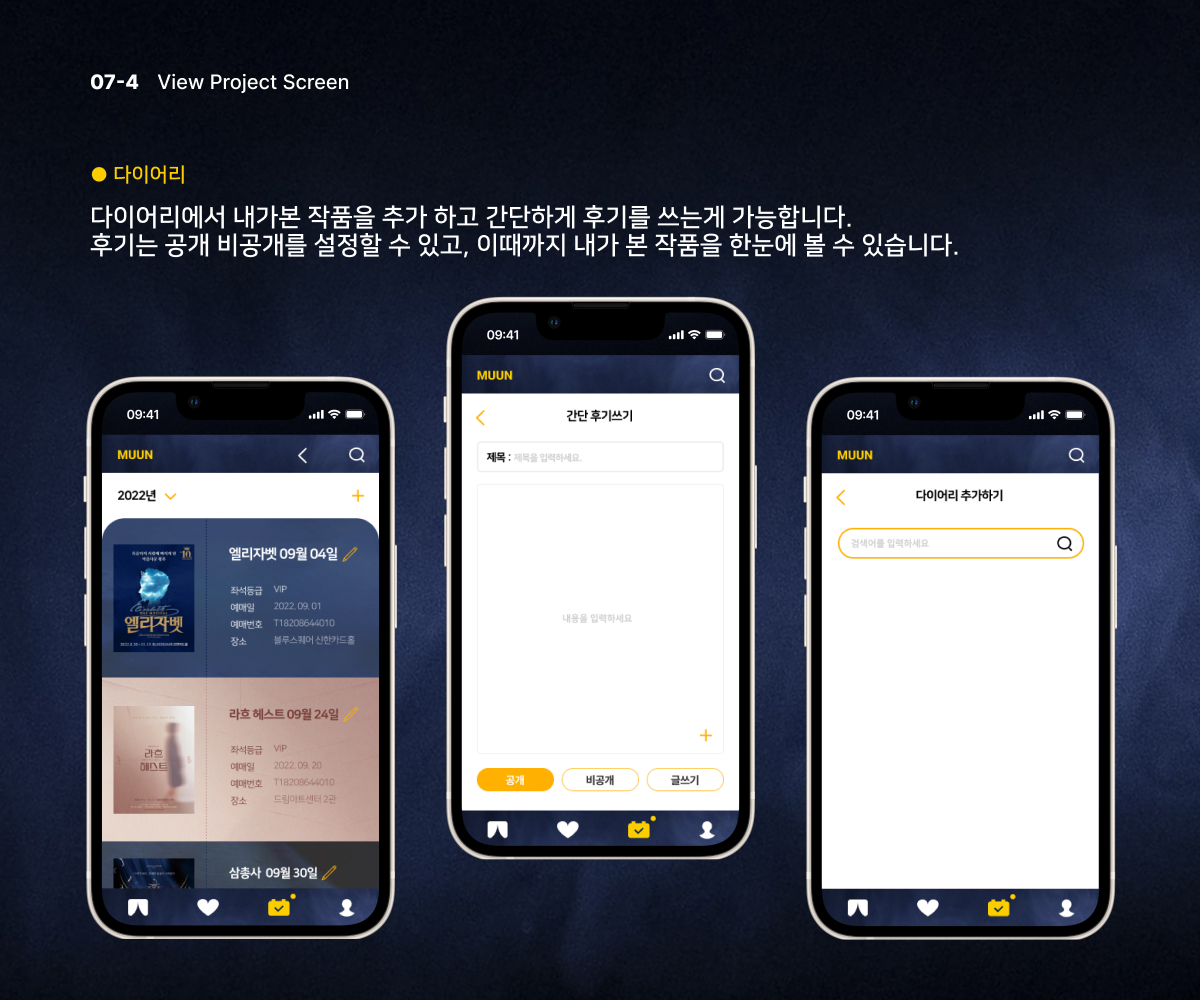 07-4 View Project Screen
다이어리
다이어리에서 내가본 작품을 추가 하고 간단하게 후기를 쓰는게 가능합니다.
후기는 공개 비공개를 설정할 수 있고, 이때까지 내가 본 작품을 한눈에 볼 수 있습니다.
09:41
MUUN
2022년
엘리자벳
엘리자벳 09월 04일
좌석등급 VIP
예매일 2022. 09. 01
예매번호 T18208644010
장소 블루스퀘어 신한카드홀
라흐
헤스트
라흐 헤스트 09월 24일
좌석등급 VIP
예매일 2022. 09. 20
예매번호 T18208644010
장소 드림아트센터 2관
삼총사 09월 30일
09:41
MUUN
간단 후기쓰기
제목 : 제목을 입력하세요.
내용을 입력하세요
공개 비공개 글쓰기
09:41
MUUN
다이어리 추가하기
검색어를 입력하세요